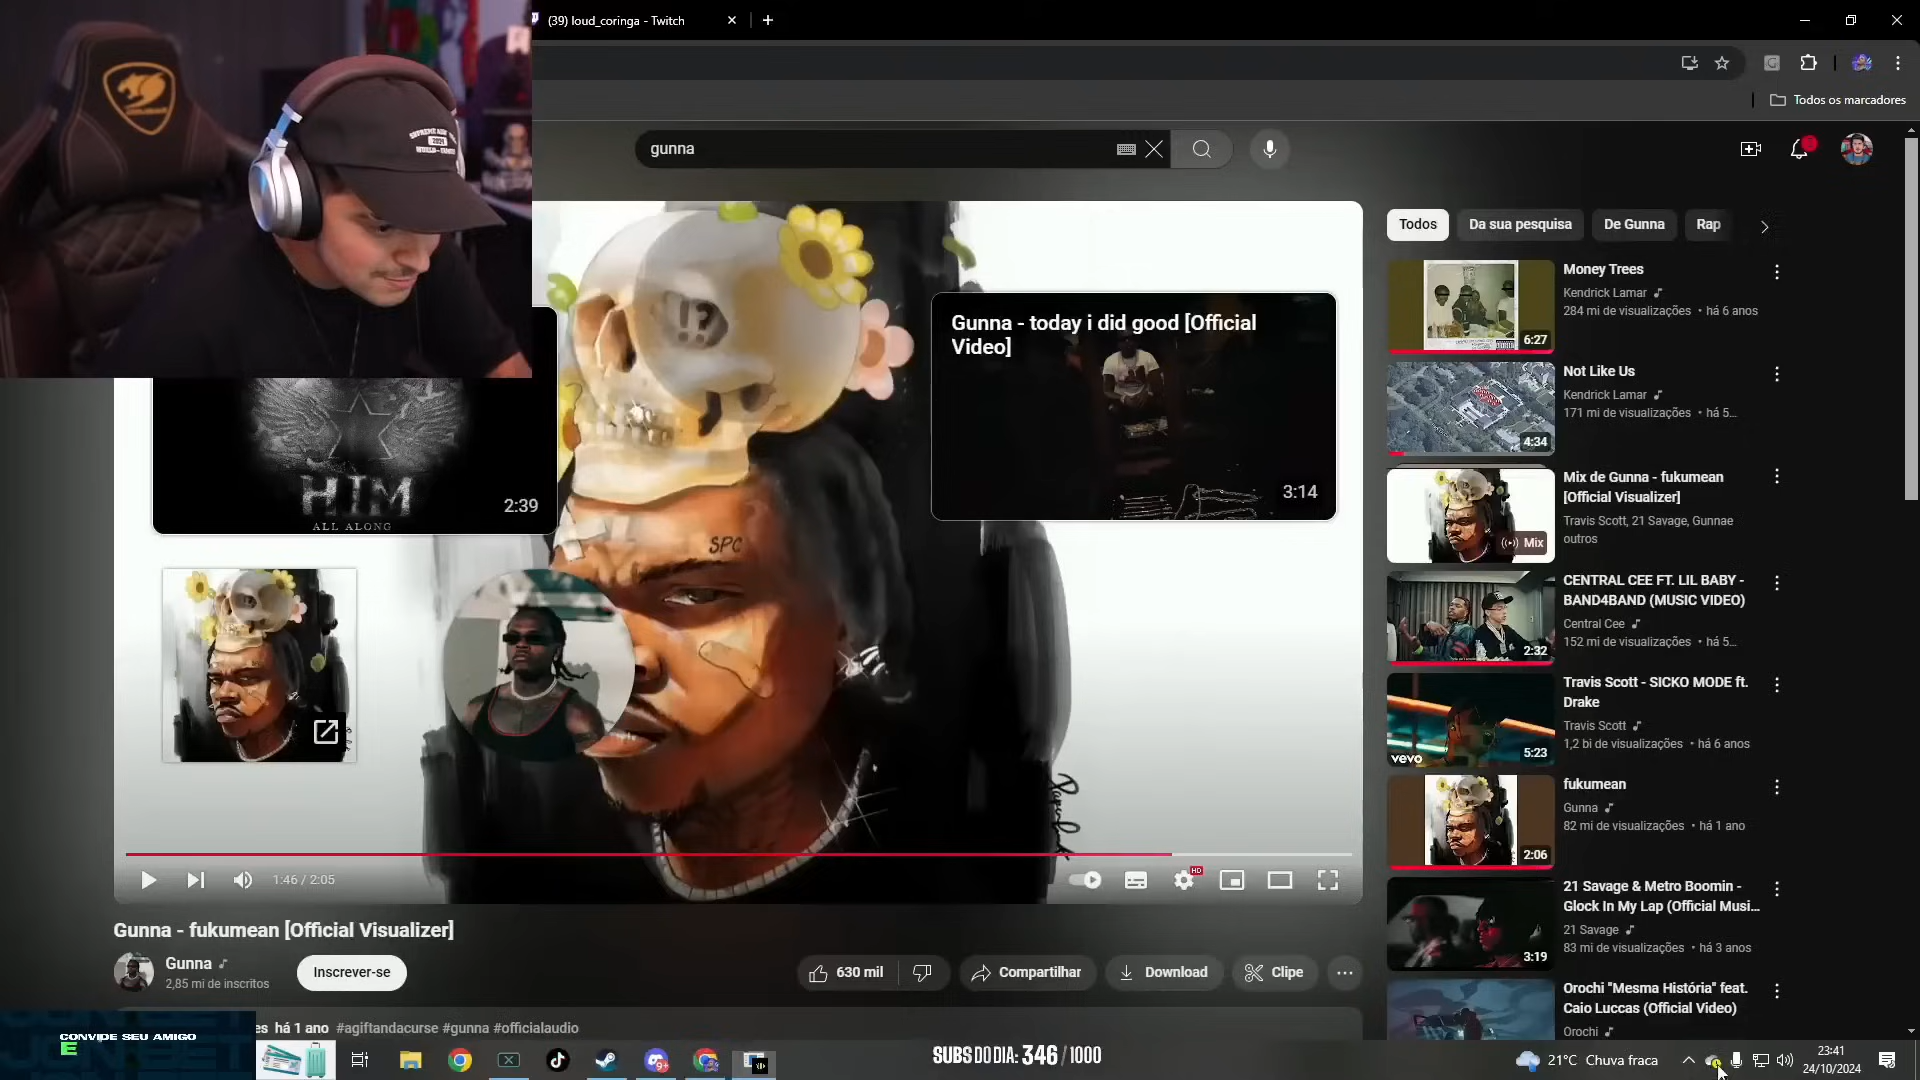 (39) loud_coringa - Twitch
Todos os marcadores
gunna
2021
!?
Gunna - today i did good [Official
Video]
3:14
HIM
ALL ALONG
2:39
SPC
1:46 / 2:05
HD
Gunna - fukumean [Official Visualizer]
Gunna
2,85 mi de inscritos
Inscrever-se
630 mil
Compartilhar
Download
Clipe
es há 1 ano #agiftandacurse #gunna #officialaudio
Todos
Da sua pesquisa
De Gunna
Rap
Money Trees
Kendrick Lamar
284 mi de visualizações • há 6 anos
6:27
Not Like Us
Kendrick Lamar
171 mi de visualizações • há 5...
4:34
Mix de Gunna - fukumean
[Official Visualizer]
Travis Scott, 21 Savage, Gunnae
outros
Mix
CENTRAL CEE FT. LIL BABY -
BAND4BAND (MUSIC VIDEO)
Central Cee
152 mi de visualizações • há 5...
2:32
Travis Scott - SICKO MODE ft.
Drake
Travis Scott
1,2 bi de visualizações • há 6 anos
5:23
vevo
fukumean
Gunna
82 mi de visualizações • há 1 ano
2:06
21 Savage & Metro Boomin -
Glock In My Lap (Official Musi...
21 Savage
83 mi de visualizações • há 3 anos
3:19
Orochi "Mesma História" feat.
Caio Luccas (Official Video)
Orochi
CONVIDE SEU AMIGO
E
9+
SUBS DO DIA: 346 / 1000
21°C Chuva fraca
23:41
24/10/2024